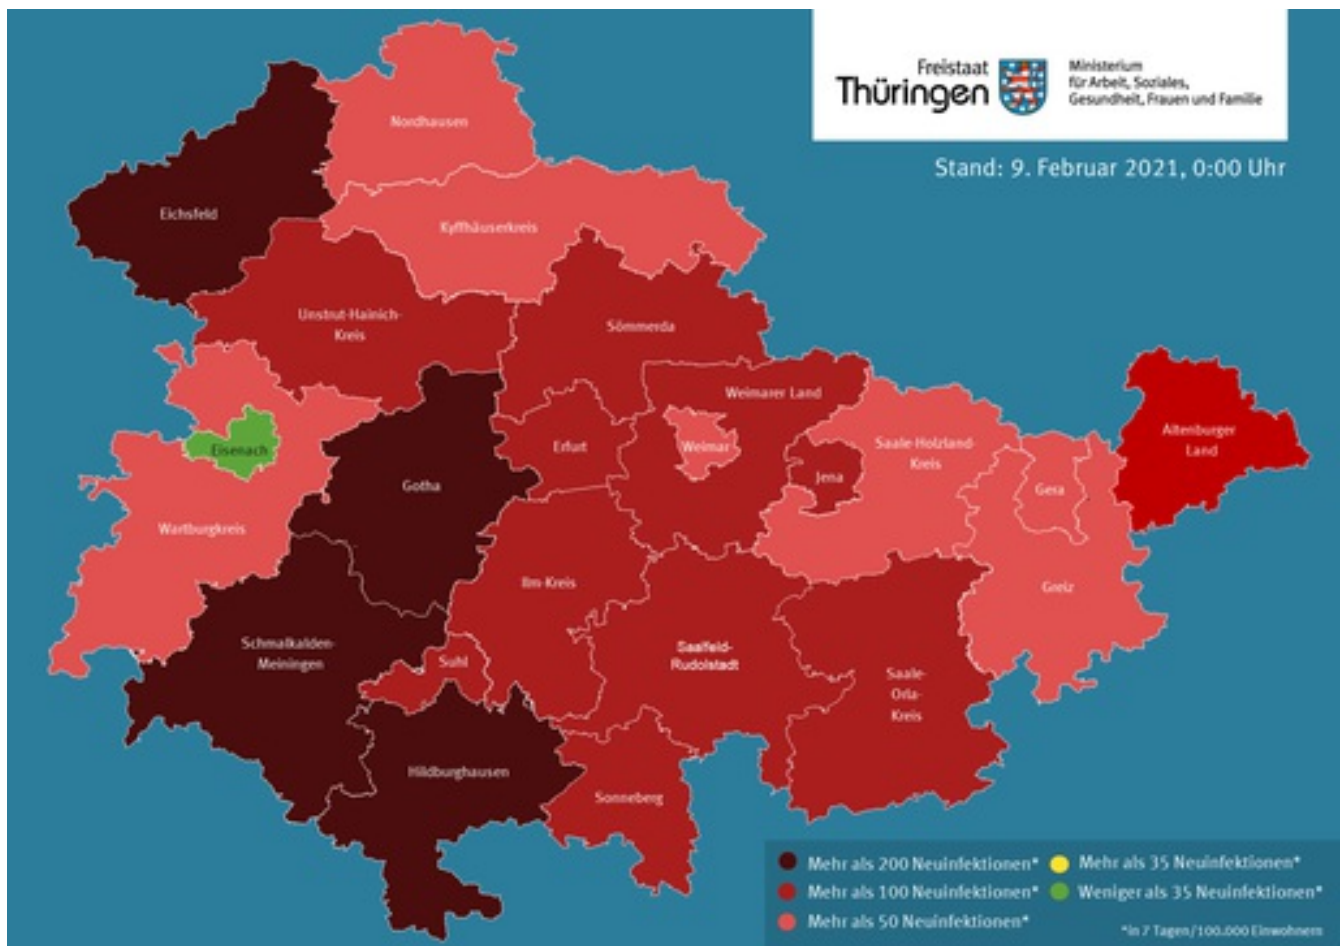 Freistaat
Thüringen
Ministerium
für Arbeit, Soziales,
Gesundheit, Frauen und Familie
Stand: 9. Februar 2021, 0:00 Uhr
Nordhausen
Eichsfeld
Kyffhäuserkreis
Unstrut-Hainich-
Kreis
Sömmerda
Weimarer Land
Altenburger
Land
Eisenach
Erfurt
Weimar
Saale-Holzland-
Kreis
Jena
Gotha
Gera
Wartburgkreis
Ilm-Kreis
Greiz
Schmalkalden-
Meiningen
Suhl
Saalfeld-
Rudolstadt
Saale-
Orla-
Kreis
Hildburghausen
Sonneberg
Mehr als 200 Neuinfektionen*
Mehr als 100 Neuinfektionen*
Mehr als 50 Neuinfektionen*
Mehr als 35 Neuinfektionen*
Weniger als 35 Neuinfektionen*
*in 7 Tagen/100.000 Einwohnern